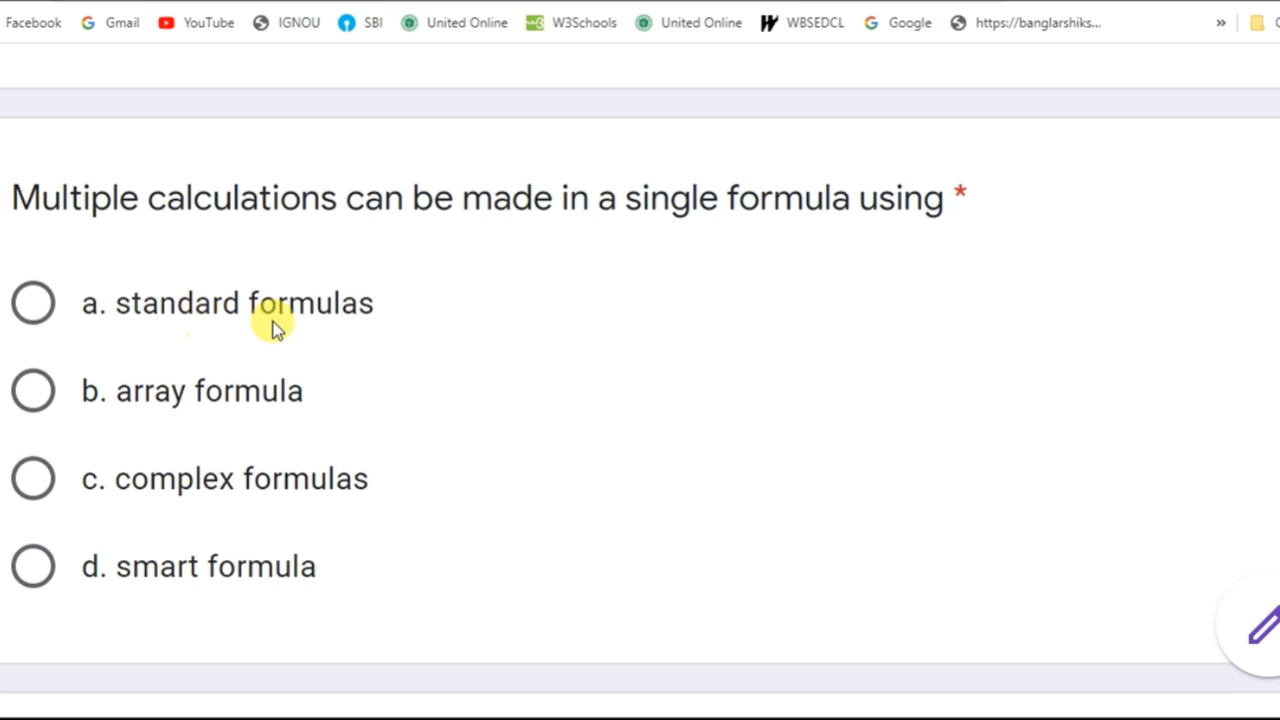 Facebook Gmail YouTube IGNOU SBI United Online W3Schools United Online WBSEDCL Google https://banglarshiks... »
Multiple calculations can be made in a single formula using *
a. standard formulas
b. array formula
c. complex formulas
d. smart formula